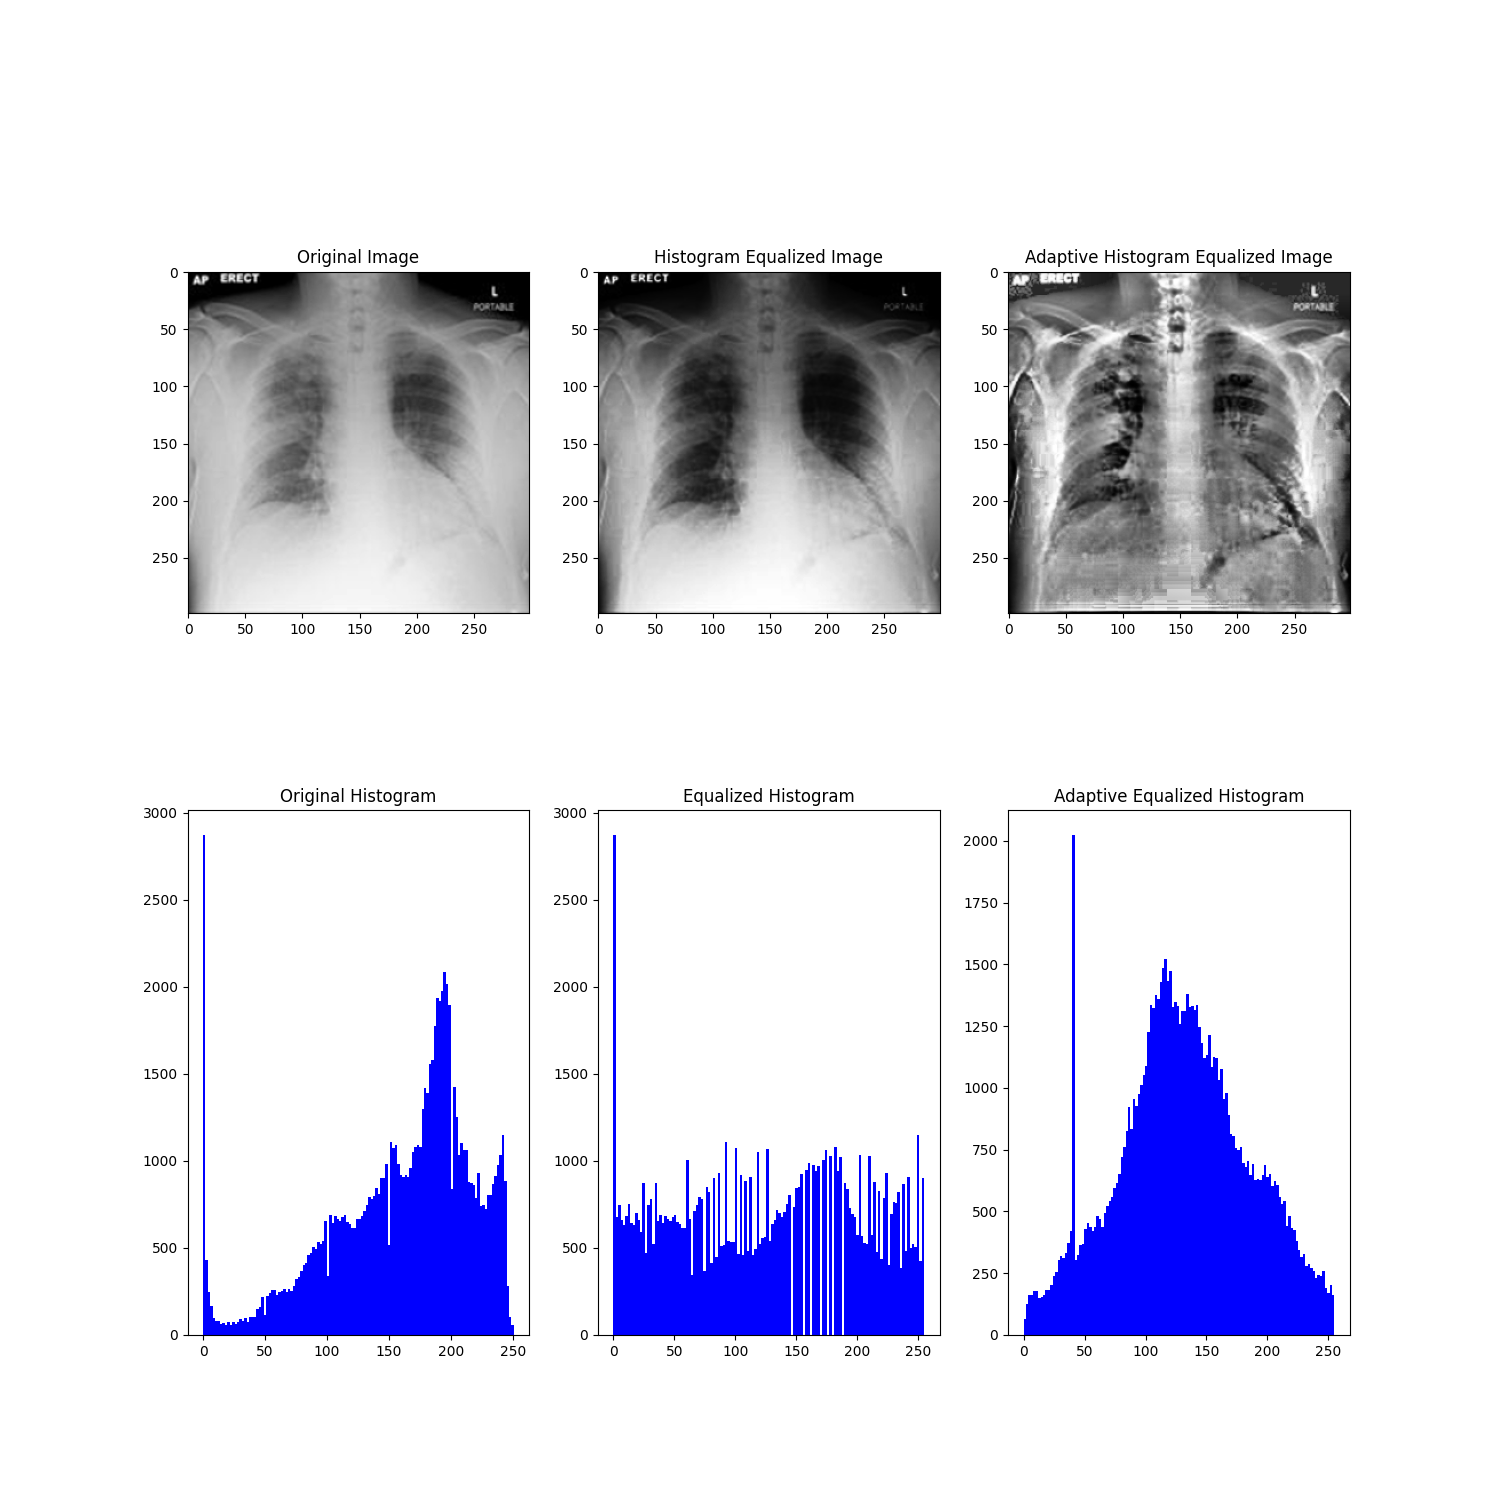 Original Image
Histogram Equalized Image
Adaptive Histogram Equalized Image
AP ERECT
L
PORTABLE
0
50
100
150
200
250
0 50 100 150 200 250
AP ERECT
L
PORTABLE
0
50
100
150
200
250
0 50 100 150 200 250
AP ERECT
L
PORTABLE
0
50
100
150
200
250
0 50 100 150 200 250
Original Histogram
3000
2500
2000
1500
1000
500
0
0 50 100 150 200 250
Equalized Histogram
3000
2500
2000
1500
1000
500
0
0 50 100 150 200 250
Adaptive Equalized Histogram
2000
1750
1500
1250
1000
750
500
250
0
0 50 100 150 200 250